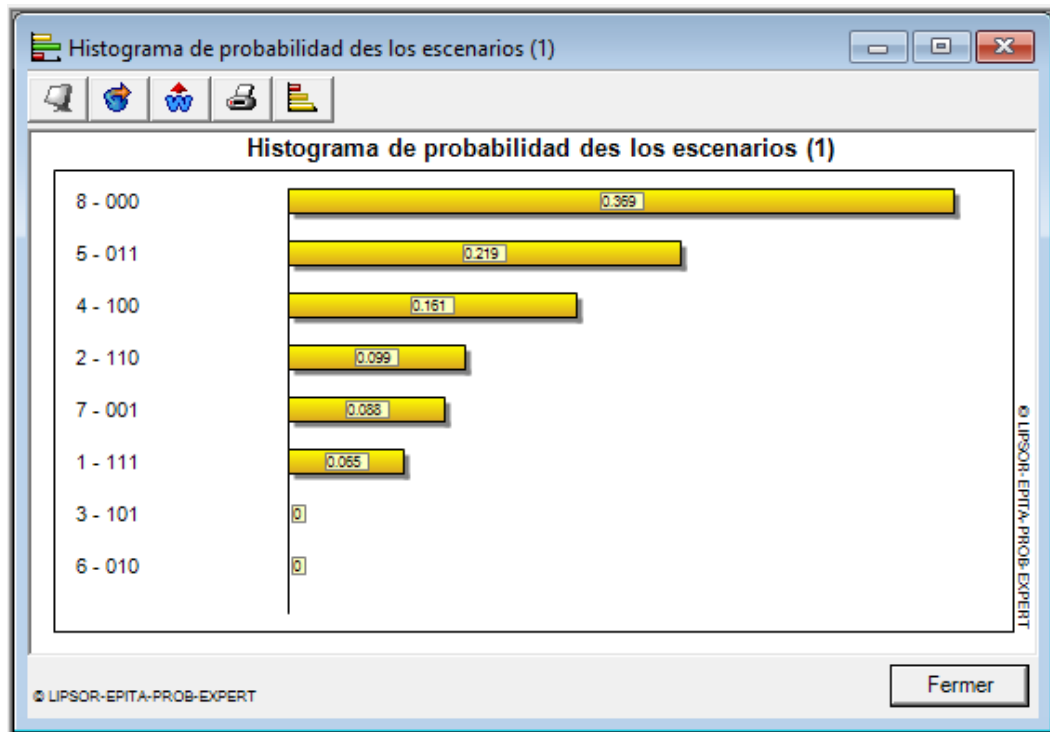 Histograma de probabilidad des los escenarios (1)
Histograma de probabilidad des los escenarios (1)
8 - 000
0.369
5 - 011
0.219
4 - 100
0.161
2 - 110
0.099
7 - 001
0.088
1 - 111
0.065
3 - 101
0
6 - 010
0
© LIPSOR-EPITA-PROB-EXPERT
© LIPSOR-EPITA-PROB-EXPERT
Fermer